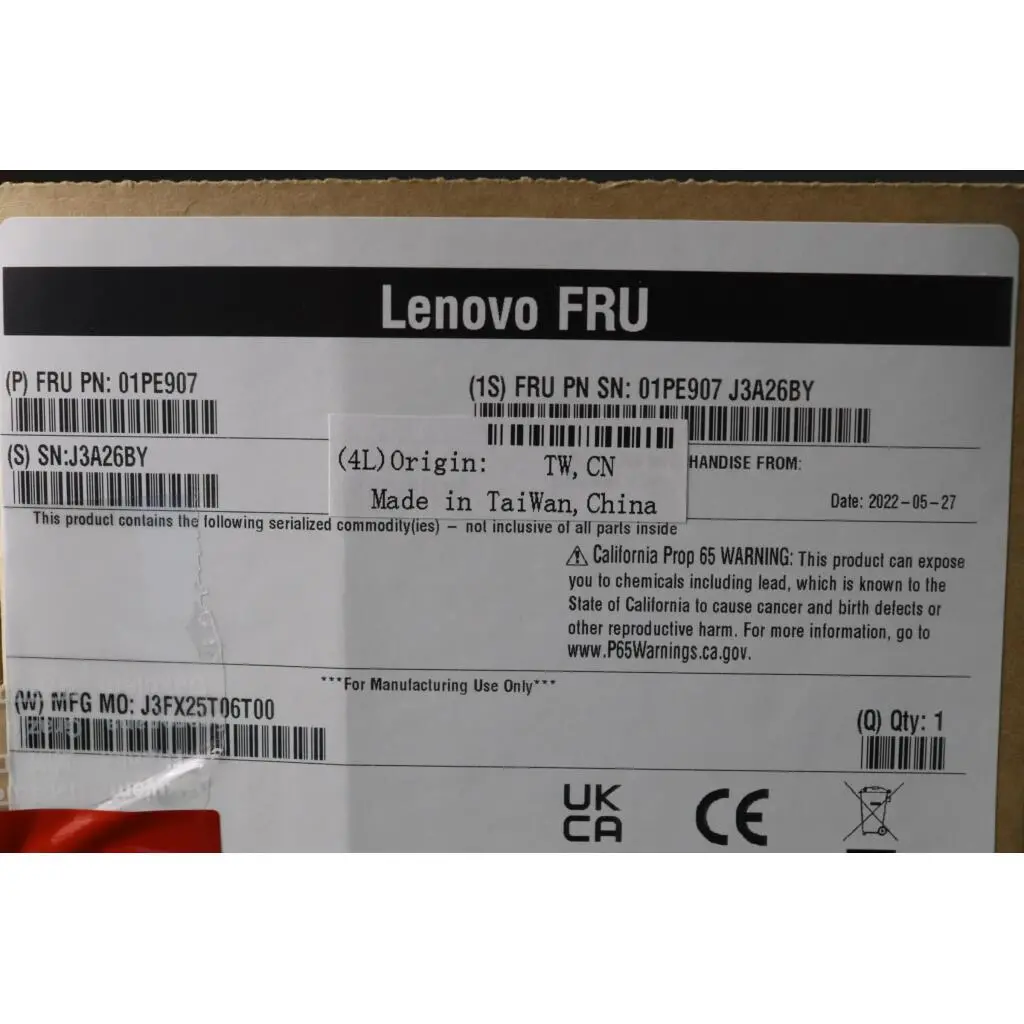 Lenovo FRU
(P) FRU PN: 01PE907
(1S) FRU PN SN: 01PE907 J3A26BY
(S) SN:J3A26BY
(4L)Origin: TW, CN
Made in TaiWan,China
HANDISE FROM:
Date: 2022-05-27
This product contains the following serialized commodity(ies) – not inclusive of all parts inside
⚠ California Prop 65 WARNING: This product can expose
you to chemicals including lead, which is known to the
State of California to cause cancer and birth defects or
other reproductive harm. For more information, go to
www.P65Warnings.ca.gov.
***For Manufacturing Use Only***
(W) MFG MO: J3FX25T06T00
(Q) Qty: 1
UK
CA
CE